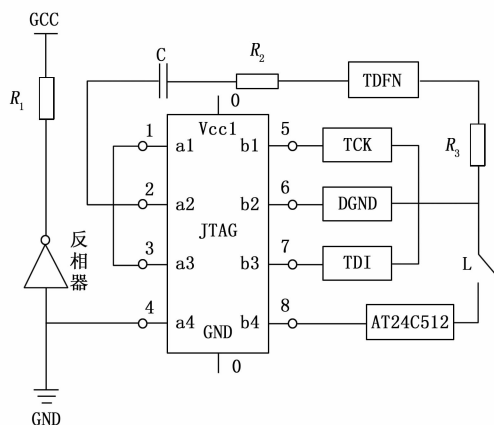 GCC
C
R2
TDFN
R1
0
1
Vcc1
5
a1
b1
TCK
R3
2
6
a2
b2
DGND
JTAG
反相器
3
7
a3
b3
TDI
L
4
8
a4
GND
b4
AT24C512
0
GND